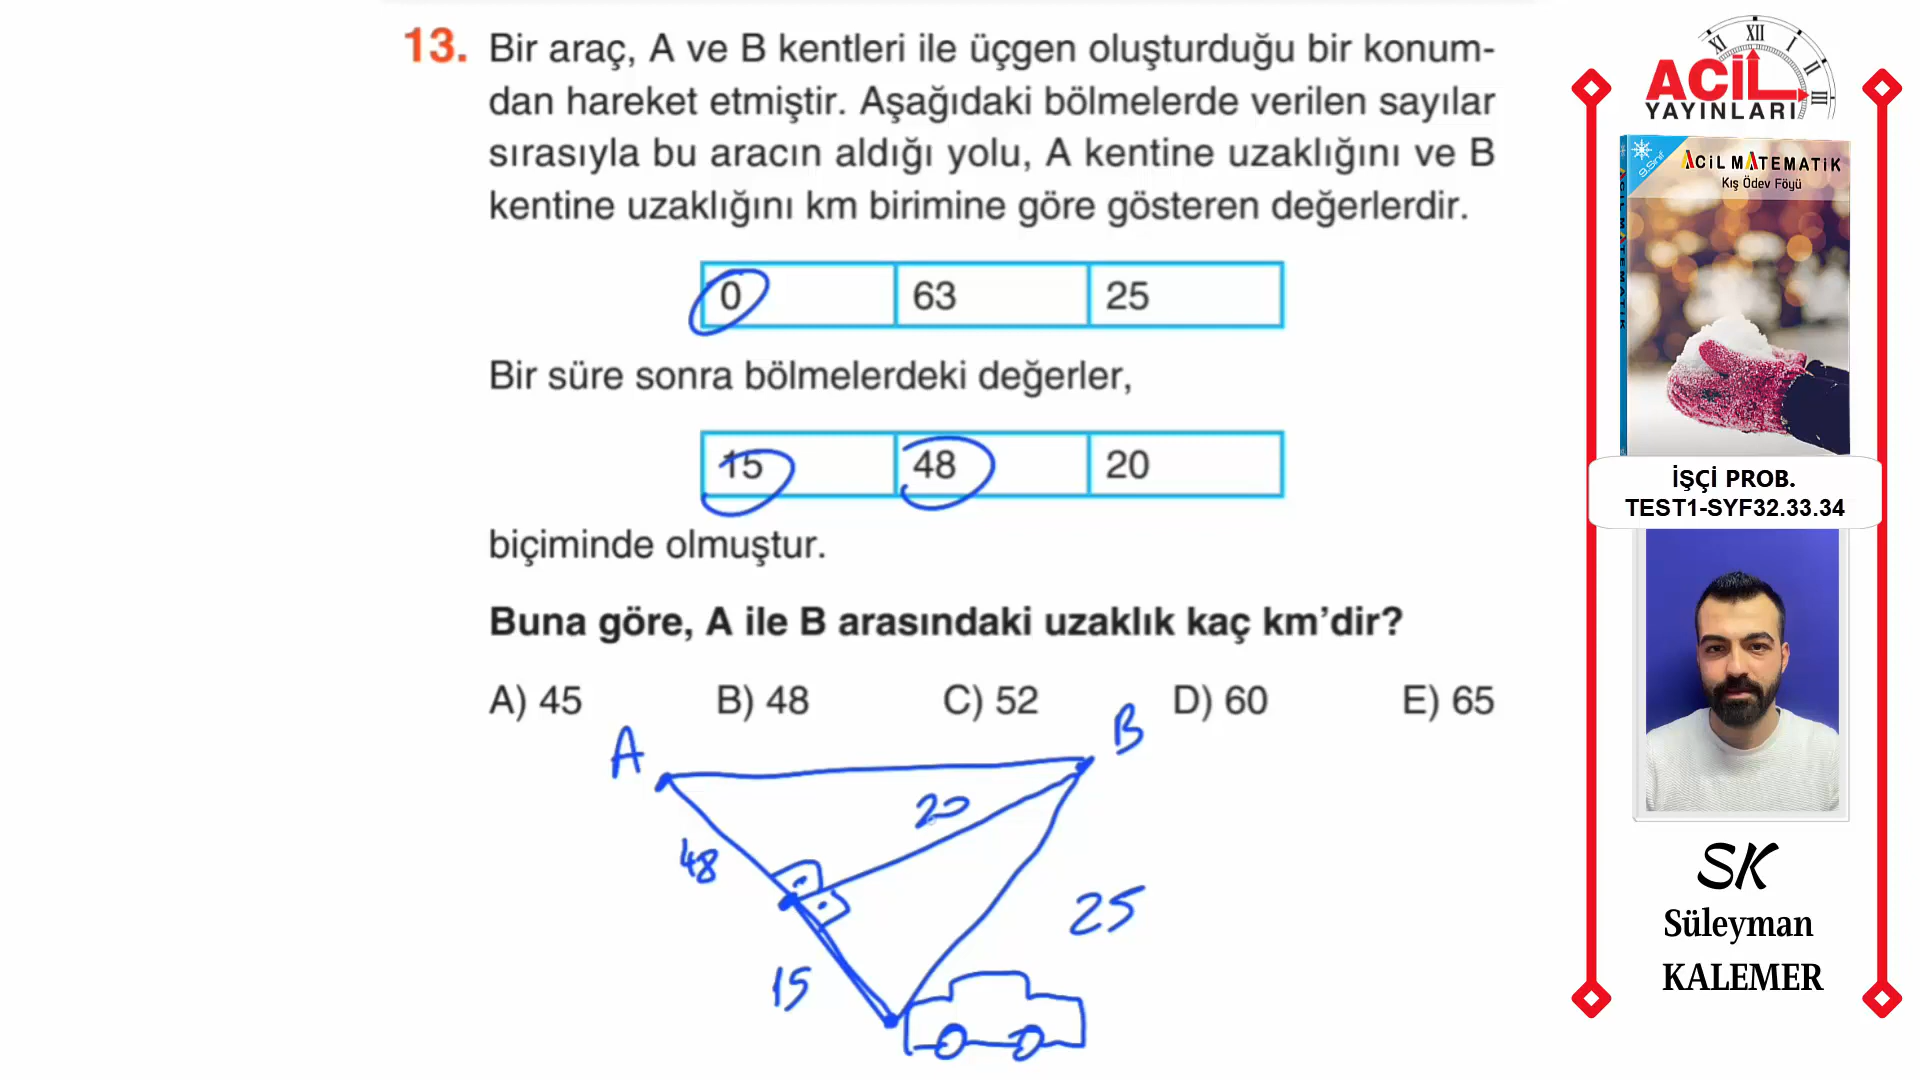 13. Bir araç, A ve B kentleri ile üçgen oluşturduğu bir konum-
dan hareket etmiştir. Aşağıdaki bölmelerde verilen sayılar
sırasıyla bu aracın aldığı yolu, A kentine uzaklığını ve B
kentine uzaklığını km birimine göre gösteren değerlerdir.
0 63 25
Bir süre sonra bölmelerdeki değerler,
15 48 20
biçiminde olmuştur.
Buna göre, A ile B arasındaki uzaklık kaç km’dir?
A) 45 B) 48 C) 52 D) 60 E) 65
A B
20
48
25
15
XI XII I II III
ACİL
YAYINLARI
9.Sınıf
ACİL MATEMATİK
Kış Ödev Föyü
İŞÇİ PROB.
TEST1-SYF32.33.34
SK
Süleyman
KALEMER